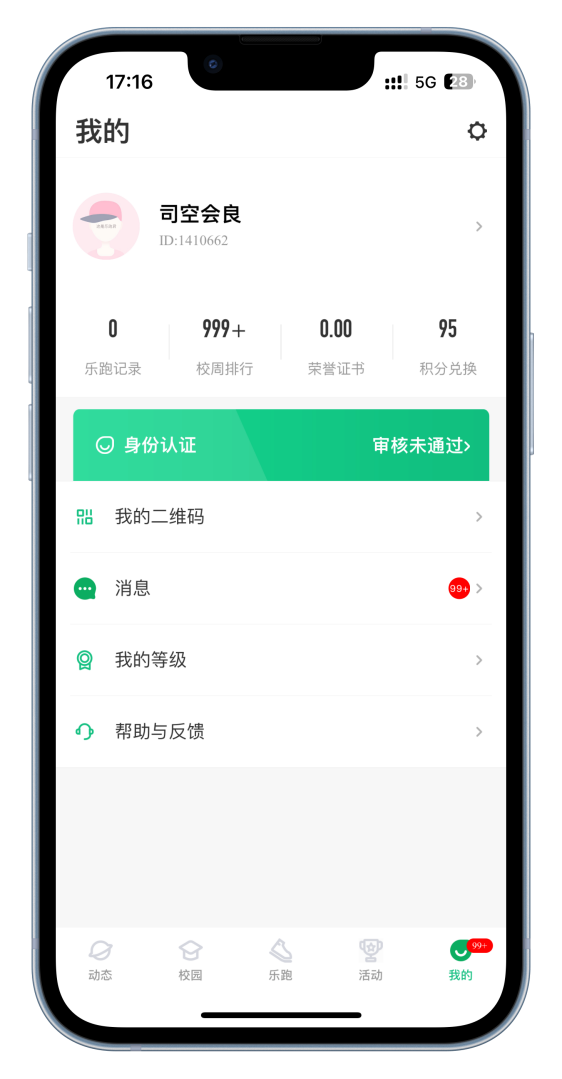 17:16 5G 28
我的
司空会良
ID:1410662
0 999+ 0.00 95
乐跑记录 校周排行 荣誉证书 积分兑换
身份认证 审核未通过
我的二维码
消息 99+
我的等级
帮助与反馈
99+
动态 校园 乐跑 活动 我的